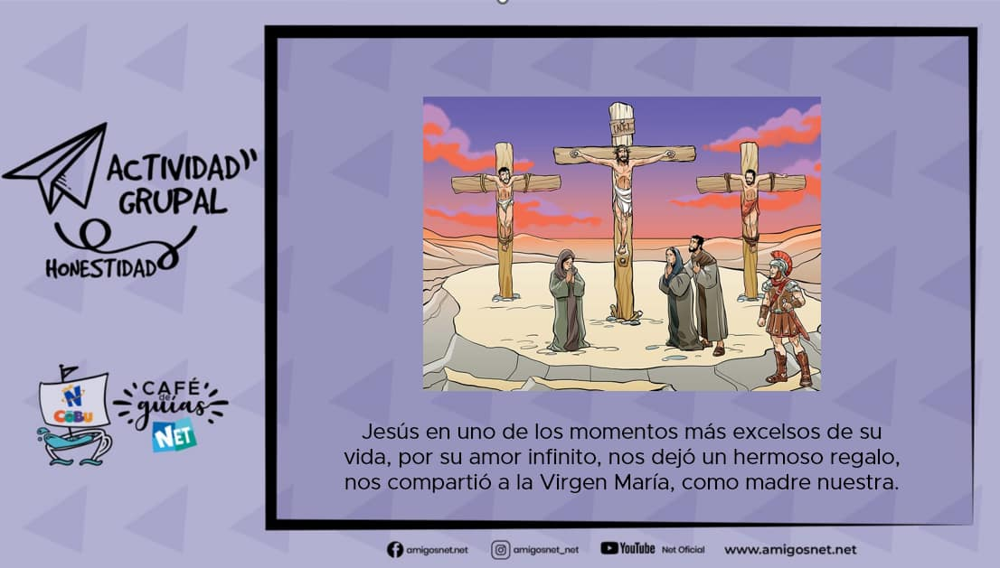 ACTIVIDAD
GRUPAL
HONESTIDAD
N
CōBu
CAFÉ
de
guías
NET
INRI
Jesús en uno de los momentos más excelsos de su
vida, por su amor infinito, nos dejó un hermoso regalo,
nos compartió a la Virgen María, como madre nuestra.
amigosnet.net
amigosnet_net
YouTube Net Oficial
www.amigosnet.net